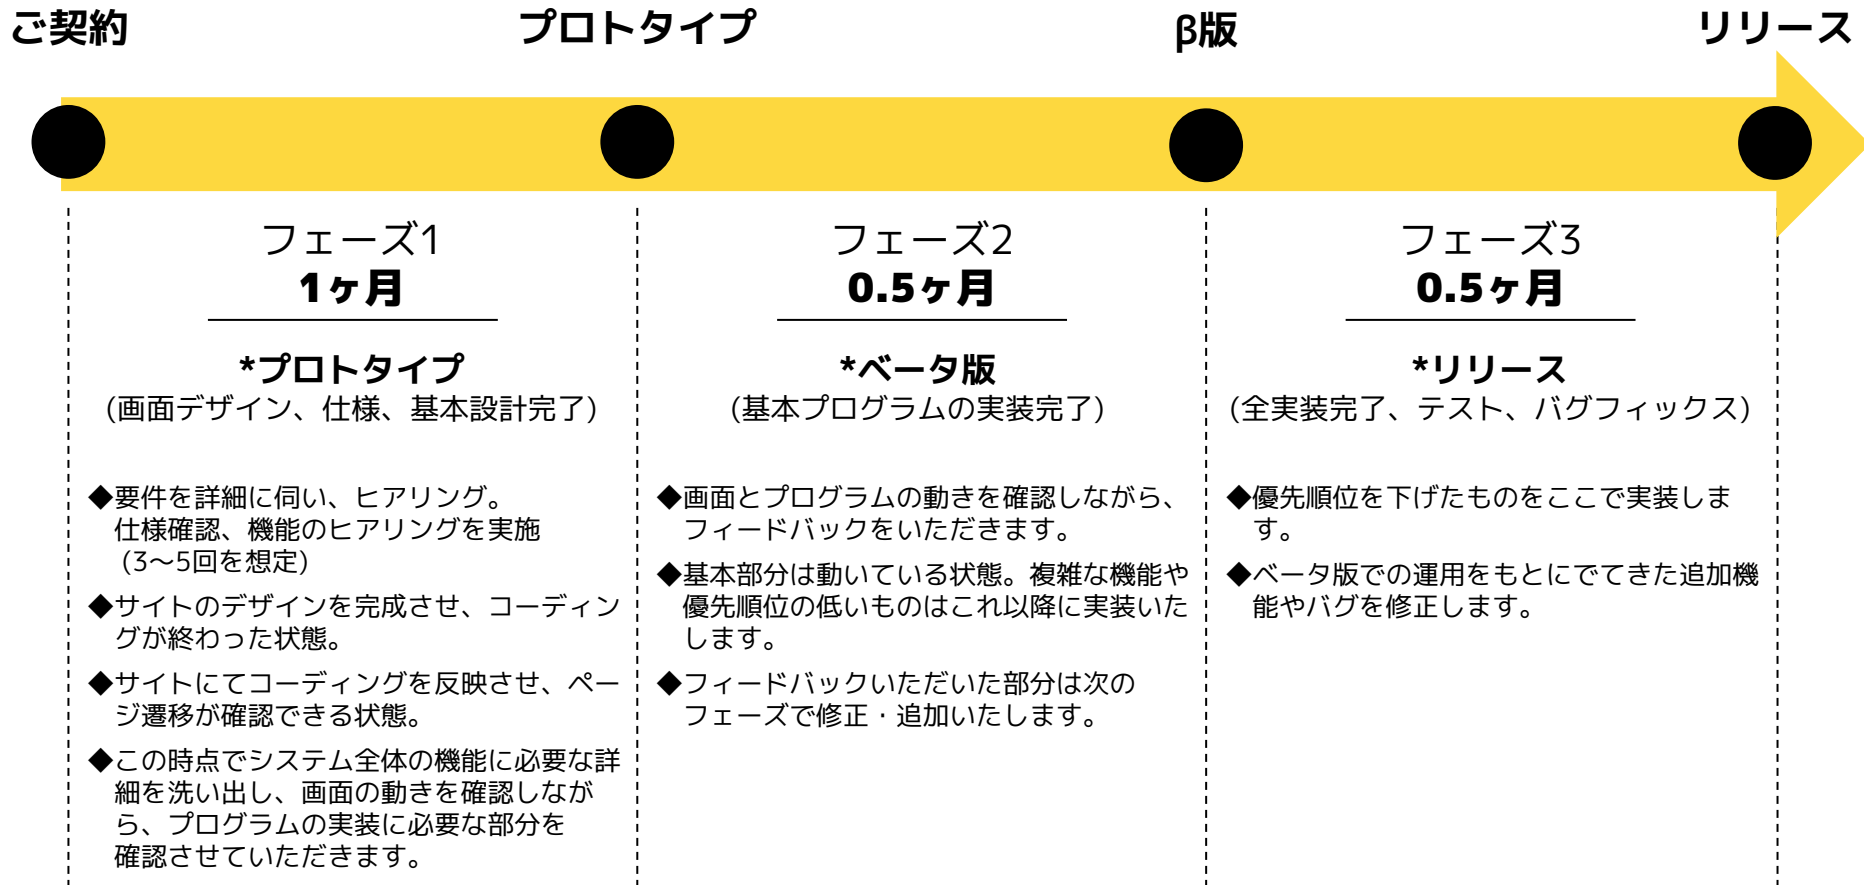 ご契約
プロトタイプ
β版
リリース
フェーズ1
1ヶ月
*プロトタイプ
(画面デザイン、仕様、基本設計完了)
◆要件を詳細に伺い、ヒアリング。
仕様確認、機能のヒアリングを実施
(3〜5回を想定)
◆サイトのデザインを完成させ、コーディン
グが終わった状態。
◆サイトにてコーディングを反映させ、ペー
ジ遷移が確認できる状態。
◆この時点でシステム全体の機能に必要な詳
細を洗い出し、画面の動きを確認しなが
ら、プログラムの実装に必要な部分を
確認させていただきます。
フェーズ2
0.5ヶ月
*ベータ版
(基本プログラムの実装完了)
◆画面とプログラムの動きを確認しながら、
フィードバックをいただきます。
◆基本部分は動いている状態。複雑な機能や
優先順位の低いものはこれ以降に実装いた
します。
◆フィードバックいただいた部分は次の
フェーズで修正・追加いたします。
フェーズ3
0.5ヶ月
*リリース
(全実装完了、テスト、バグフィックス)
◆優先順位を下げたものをここで実装しま
す。
◆ベータ版での運用をもとにでてきた追加機
能やバグを修正します。